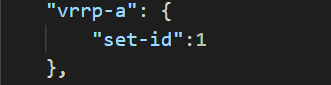 "vrrp-a": {
"set-id":1
},